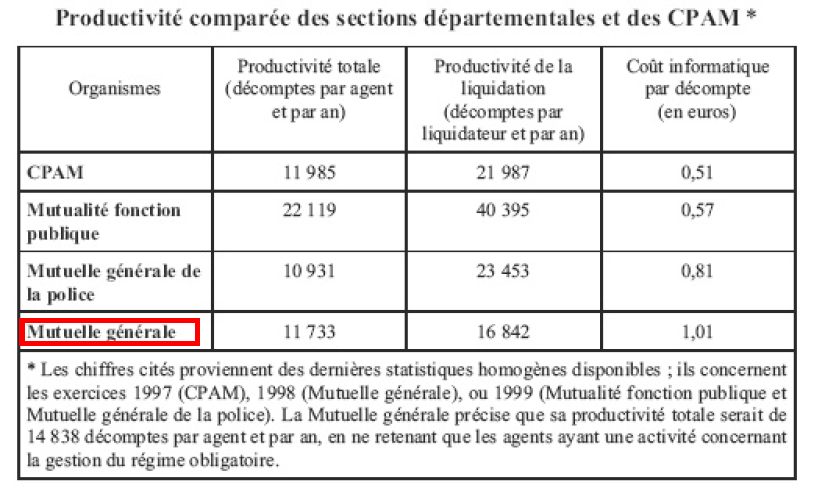 Productivité comparée des sections départementales et des CPAM *
Organismes
Productivité totale
(décomptes par agent
et par an)
Productivité de la
liquidation
(décomptes par
liquidateur et par an)
Coût informatique
par décompte
(en euros)
CPAM 11 985 21 987 0,51
Mutualité fonction
publique
22 119 40 395 0,57
Mutuelle générale de
la police
10 931 23 453 0,81
Mutuelle générale 11 733 16 842 1,01
* Les chiffres cités proviennent des dernières statistiques homogènes disponibles ; ils concernent
les exercices 1997 (CPAM), 1998 (Mutuelle générale), ou 1999 (Mutualité fonction publique et
Mutuelle générale de la police). La Mutuelle générale précise que sa productivité totale serait de
14 838 décomptes par agent et par an, en ne retenant que les agents ayant une activité concernant
la gestion du régime obligatoire.